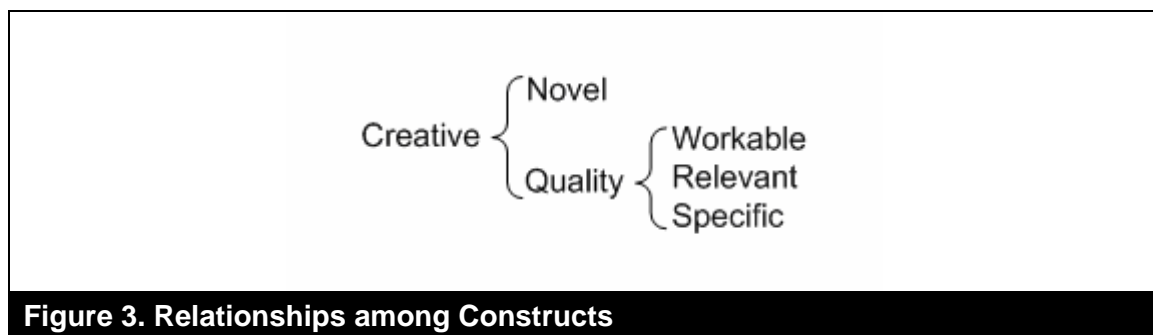 Novel
Creative
Workable
Quality
Relevant
Specific
Figure 3. Relationships among Constructs